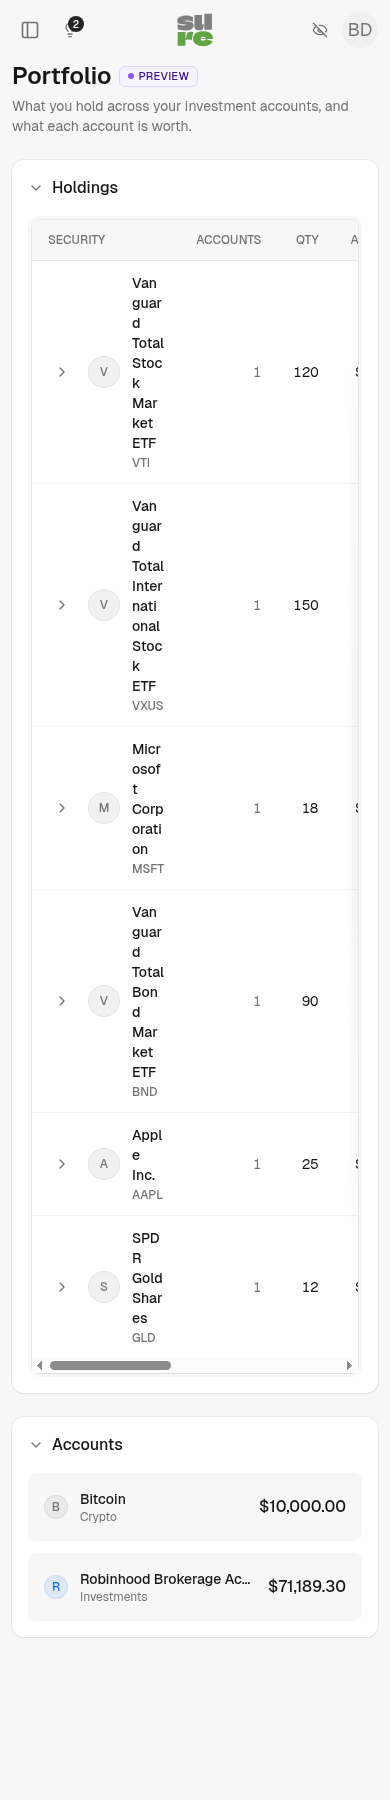 2
sure
BD
Portfolio
PREVIEW
What you hold across your investment accounts, and
what each account is worth.
Holdings
SECURITY ACCOUNTS QTY
V
Van
guar
d
Total
Stoc
k
Mar
ket
ETF
VTI
1 120
V
Van
guar
d
Total
Inter
nati
onal
Stoc
k
ETF
VXUS
1 150
M
Micr
osof
t
Corp
orati
on
MSFT
1 18
V
Van
guar
d
Total
Bon
d
Mar
ket
ETF
BND
1 90
A
Appl
e
Inc.
AAPL
1 25
S
SPD
R
Gold
Shar
es
GLD
1 12
Accounts
B
Bitcoin
Crypto
$10,000.00
R
Robinhood Brokerage Ac...
Investments
$71,189.30